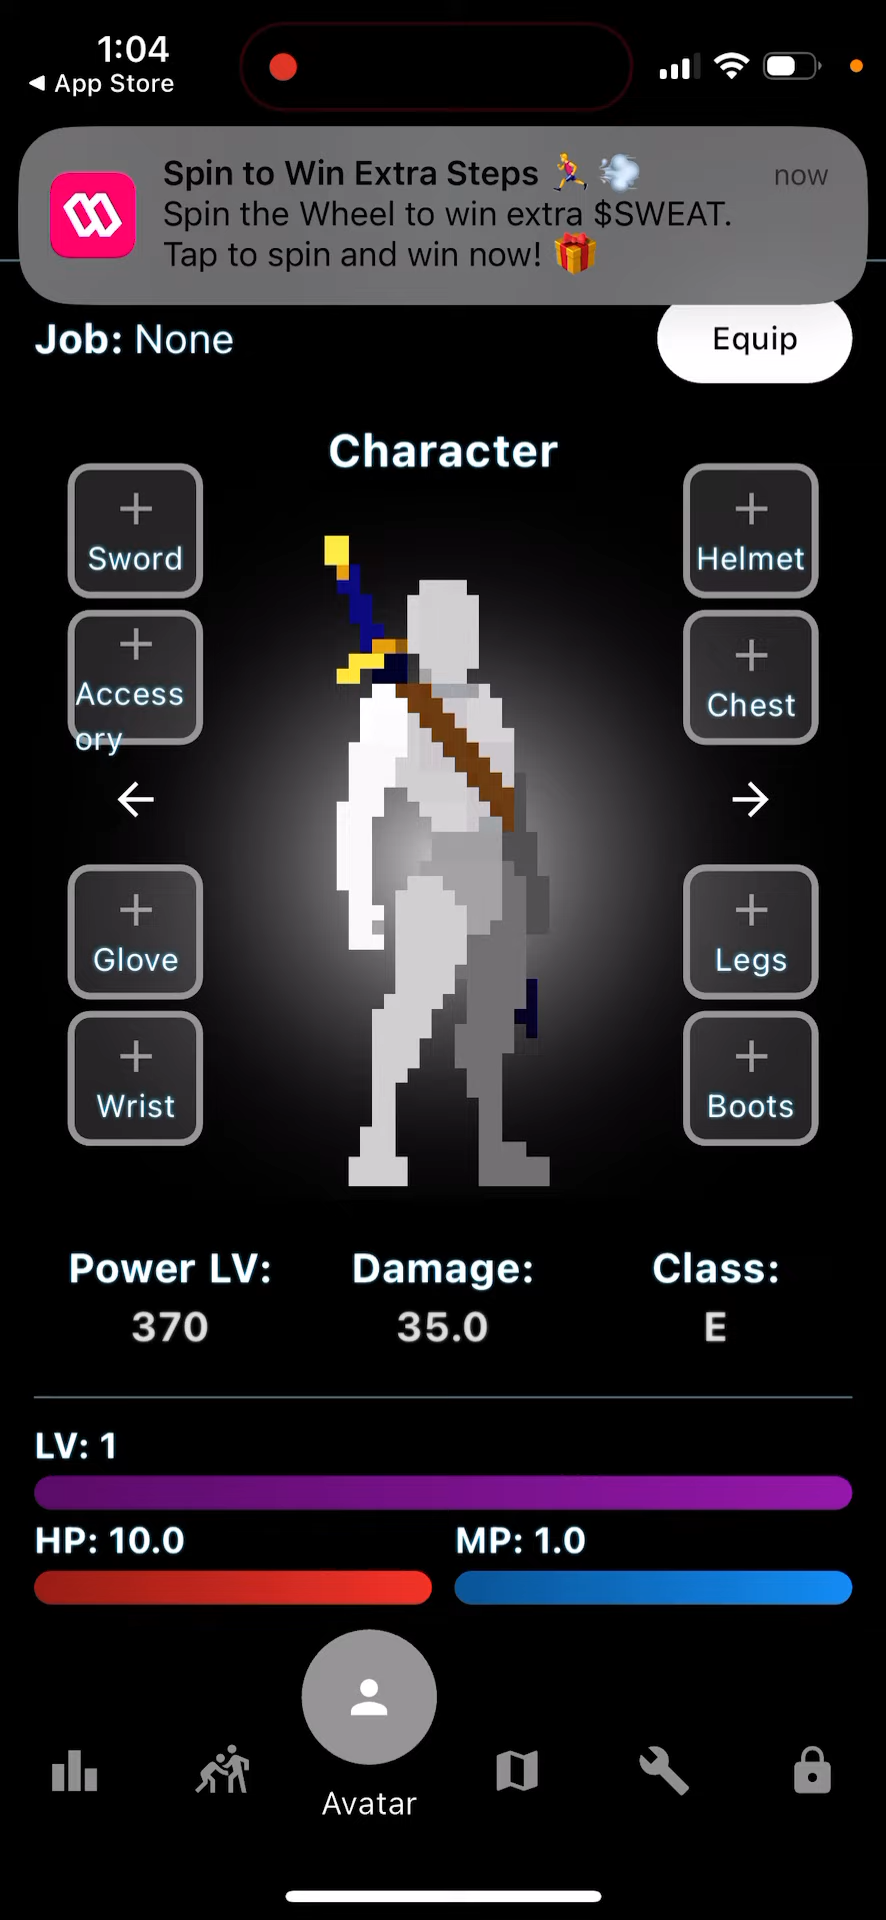 1:04
◀ App Store
Spin to Win Extra Steps 🏃💨
now
Spin the Wheel to win extra $SWEAT.
Tap to spin and win now! 🎁
Job: None
Equip
Character
Sword
Helmet
Access
ory
Chest
Glove
Legs
Wrist
Boots
Power LV:
Damage:
Class:
370
35.0
E
LV: 1
HP: 10.0
MP: 1.0
Avatar